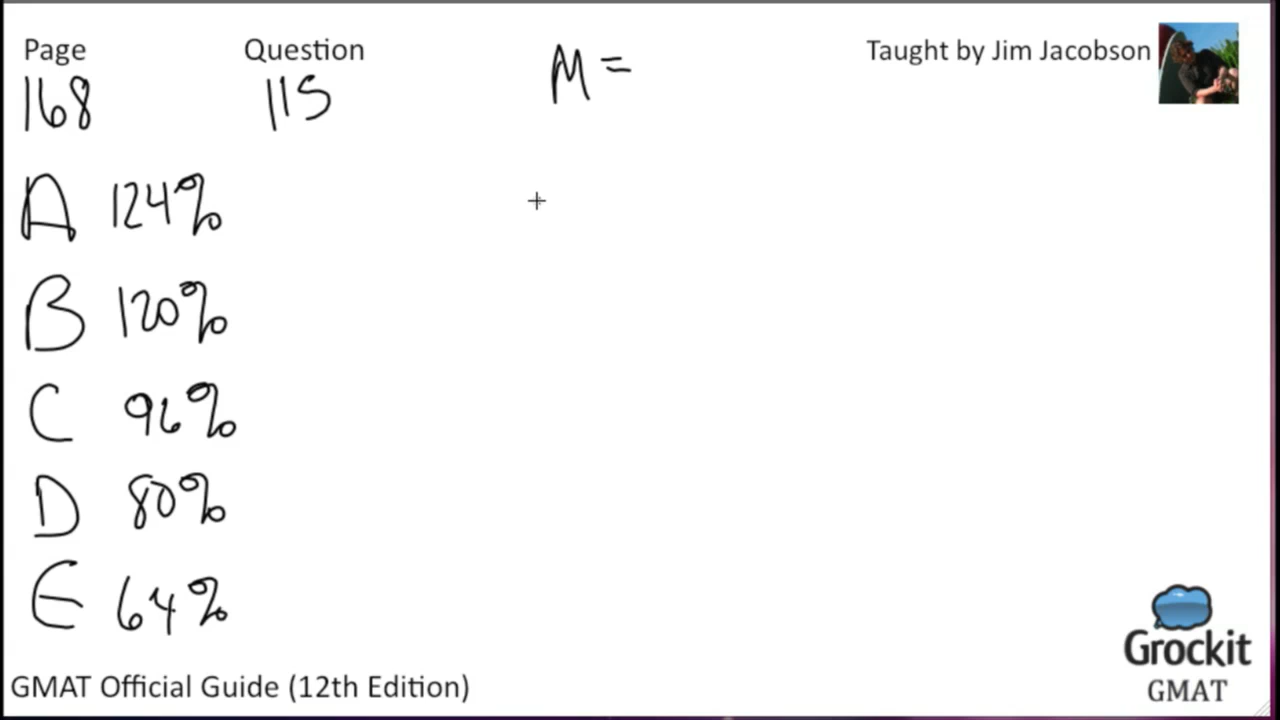 Page Question M = Taught by Jim Jacobson
168 115
A 124%
B 120%
C 96%
D 80%
E 64%
Grockit
GMAT
GMAT Official Guide (12th Edition)